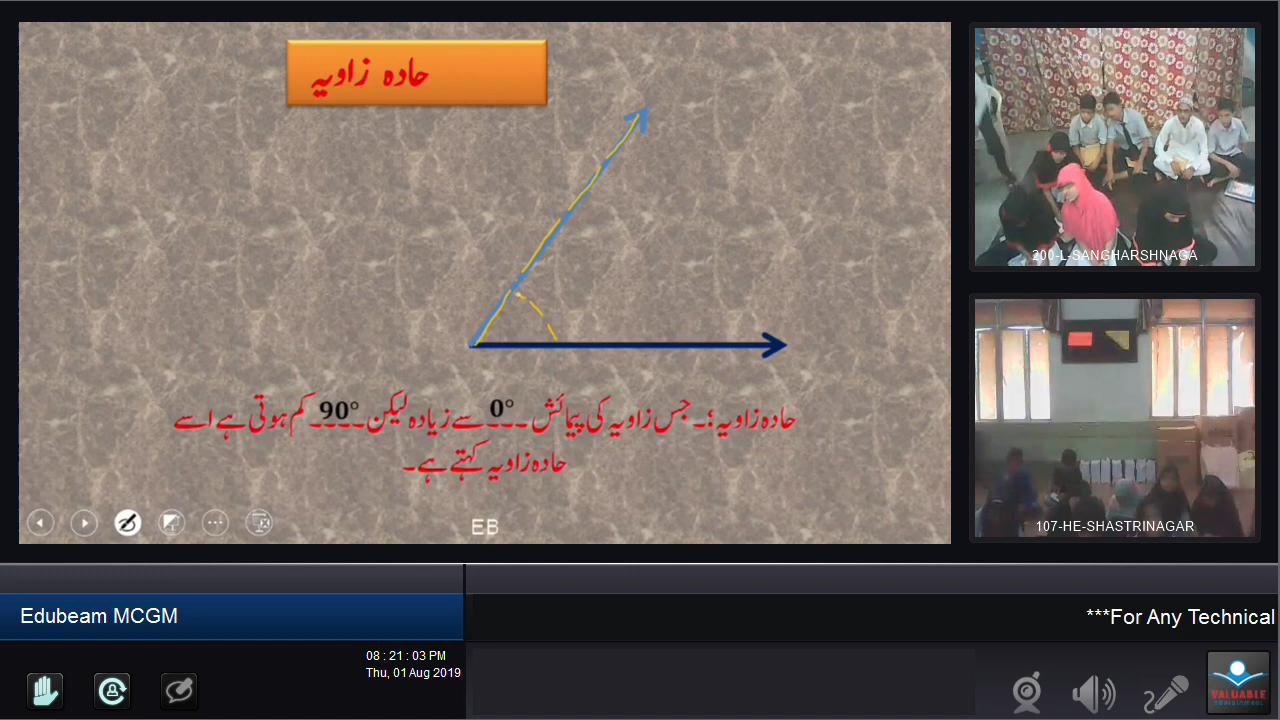 حادہ زاویہ
حادہ زاویہ ؛۔ جس زاویہ کی پیمائش ۔۔0°۔۔ سے زیادہ لیکن ۔۔90°۔۔ کم ہوتی ہے اسے
حادہ زاویہ کہتے ہے۔
EB
200-L-SANGHARSHNAGA
107-HE-SHASTRINAGAR
Edubeam MCGM
***For Any Technical
08 : 21 : 03 PM
Thu, 01 Aug 2019
VALUABLE